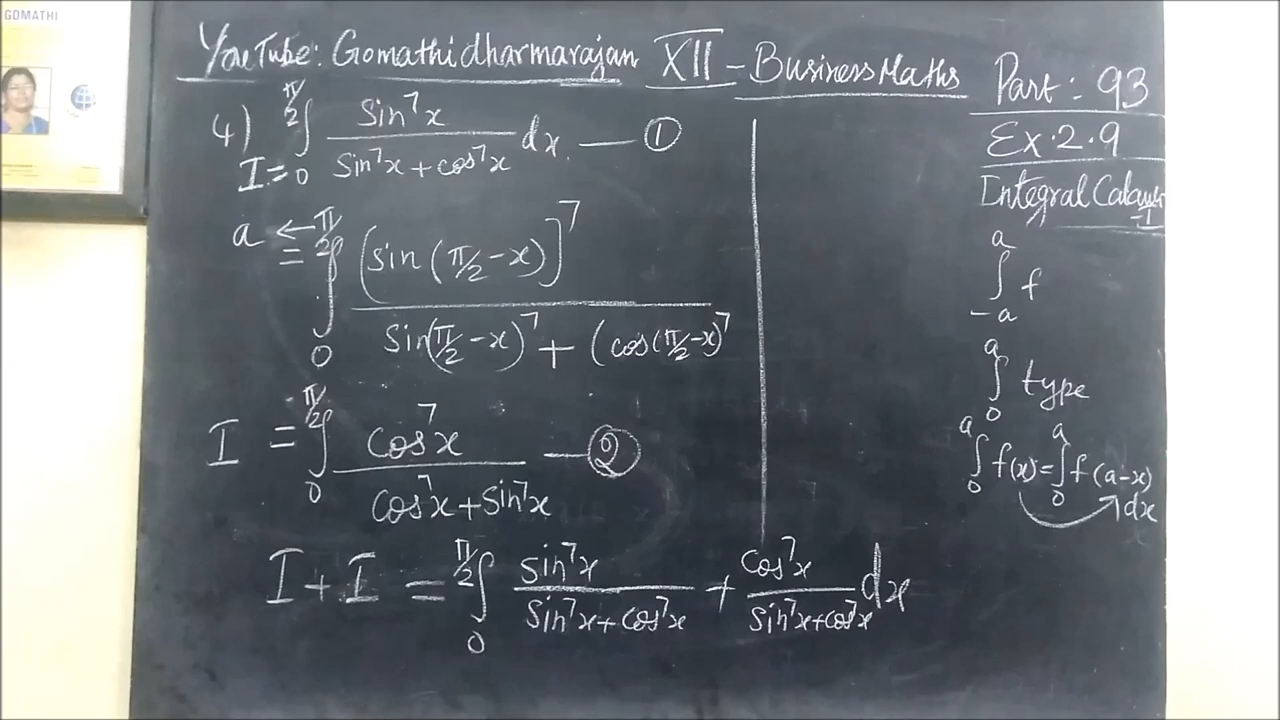 GOMATHI
YouTube: Gomathidharmarajan XII - Business Maths
Part: 93
Ex.2.9
Integral Calculus
-I
4) I = ∫₀^(π/2) Sin⁷x / (Sin⁷x + cos⁷x) dx. — ①
a ← π/2
= ∫₀^(π/2) [sin(π/2 - x)]⁷ / (Sin(π/2 - x)⁷ + (cos(π/2 - x)⁷
I = ∫₀^(π/2) cos⁷x / (cos⁷x + Sin⁷x) — ②
I + I = ∫₀^(π/2) Sin⁷x / (Sin⁷x + cos⁷x) + cos⁷x / (Sin⁷x + cos⁷x) dx
∫₋ₐ^a f
∫₀^a type
∫₀^a f(x) = ∫₀^a f(a-x)
dx